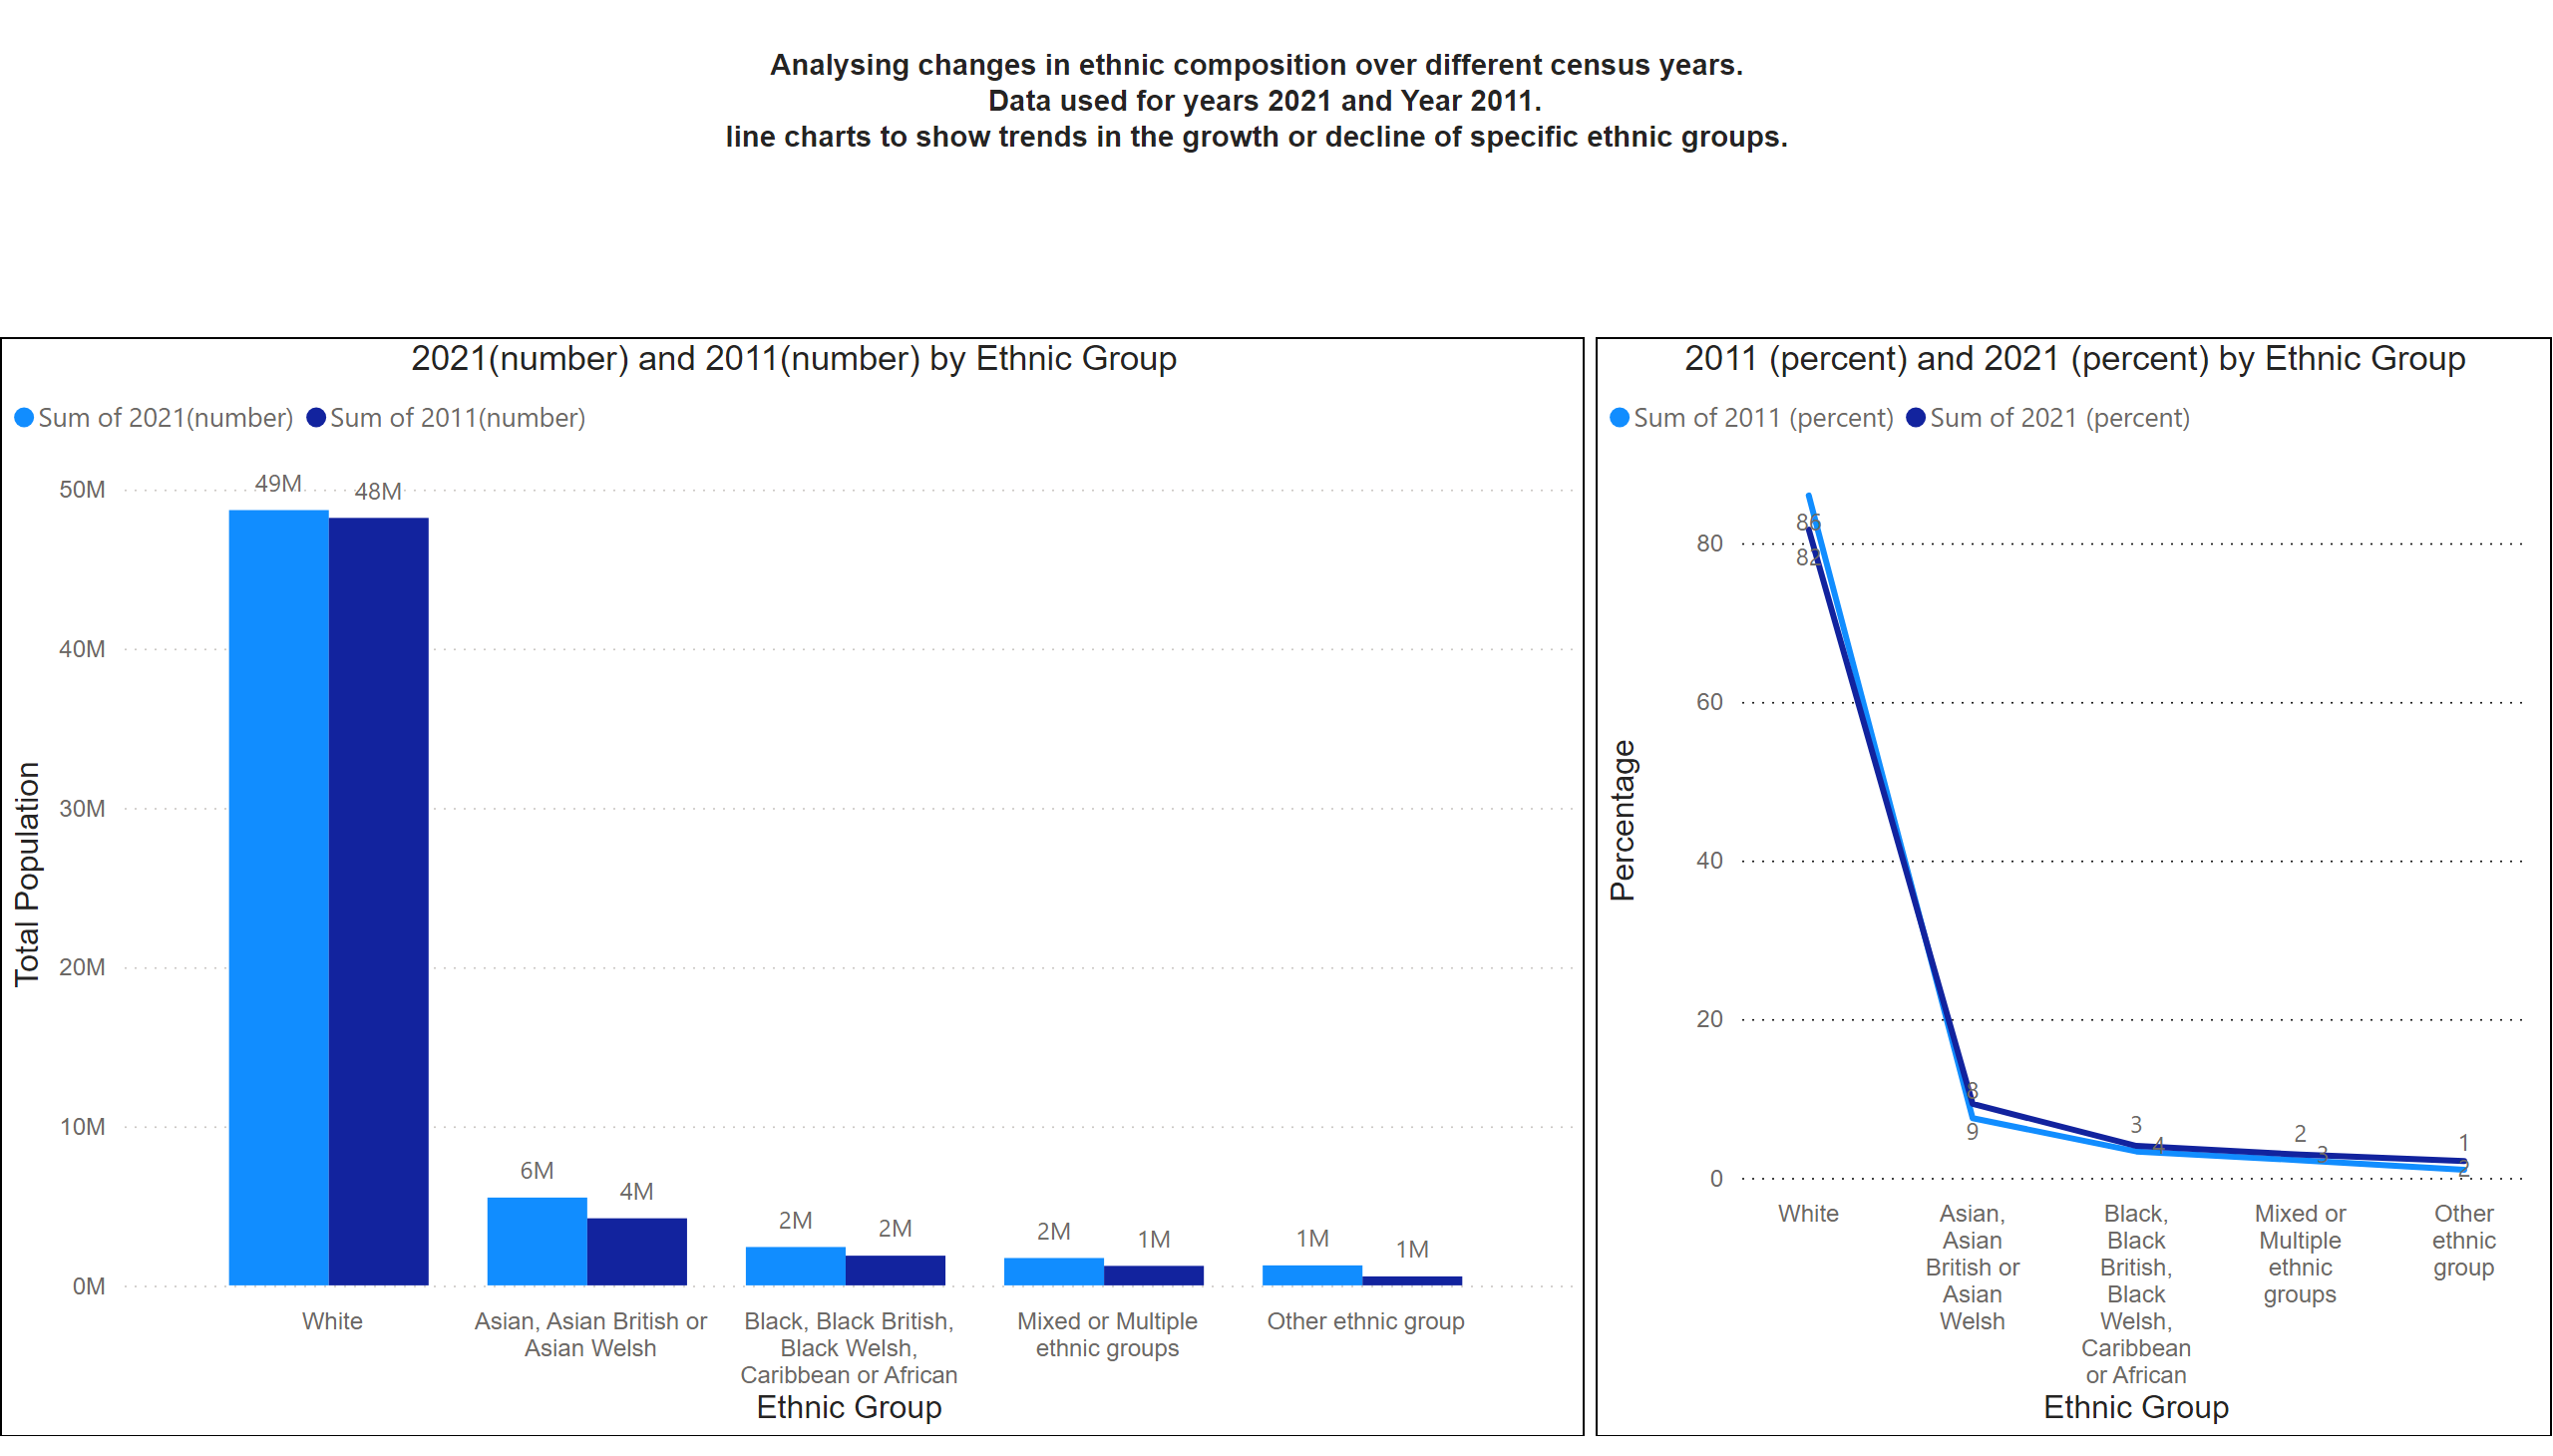 Analysing changes in ethnic composition over different census years.
Data used for years 2021 and Year 2011.
line charts to show trends in the growth or decline of specific ethnic groups.
2021(number) and 2011(number) by Ethnic Group
Sum of 2021(number) Sum of 2011(number)
Total Population
50M
40M
30M
20M
10M
0M
49M 48M
6M 4M
2M 2M
2M 1M
1M 1M
White
Asian, Asian British or
Asian Welsh
Black, Black British,
Black Welsh,
Caribbean or African
Mixed or Multiple
ethnic groups
Other ethnic group
Ethnic Group
2011 (percent) and 2021 (percent) by Ethnic Group
Sum of 2011 (percent) Sum of 2021 (percent)
Percentage
80
60
40
20
0
86
82
8
9
3
4
2
3
1
2
White
Asian,
Asian
British or
Asian
Welsh
Black,
Black
British,
Black
Welsh,
Caribbean
or African
Mixed or
Multiple
ethnic
groups
Other
ethnic
group
Ethnic Group